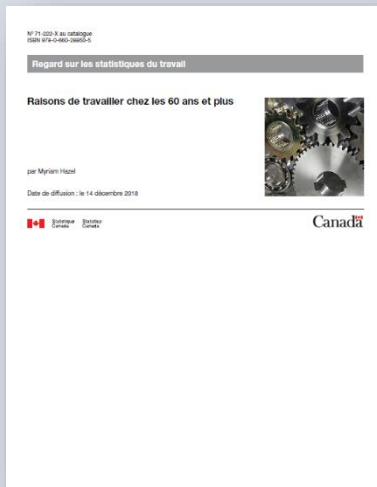 N° 71-222-X au catalogue
ISBN 978-0-660-28950-5
Regard sur les statistiques du travail
Raisons de travailler chez les 60 ans et plus
par Myriam Hazel
Date de diffusion : le 14 décembre 2018
Statistique Statistics
Canada Canada
Canada